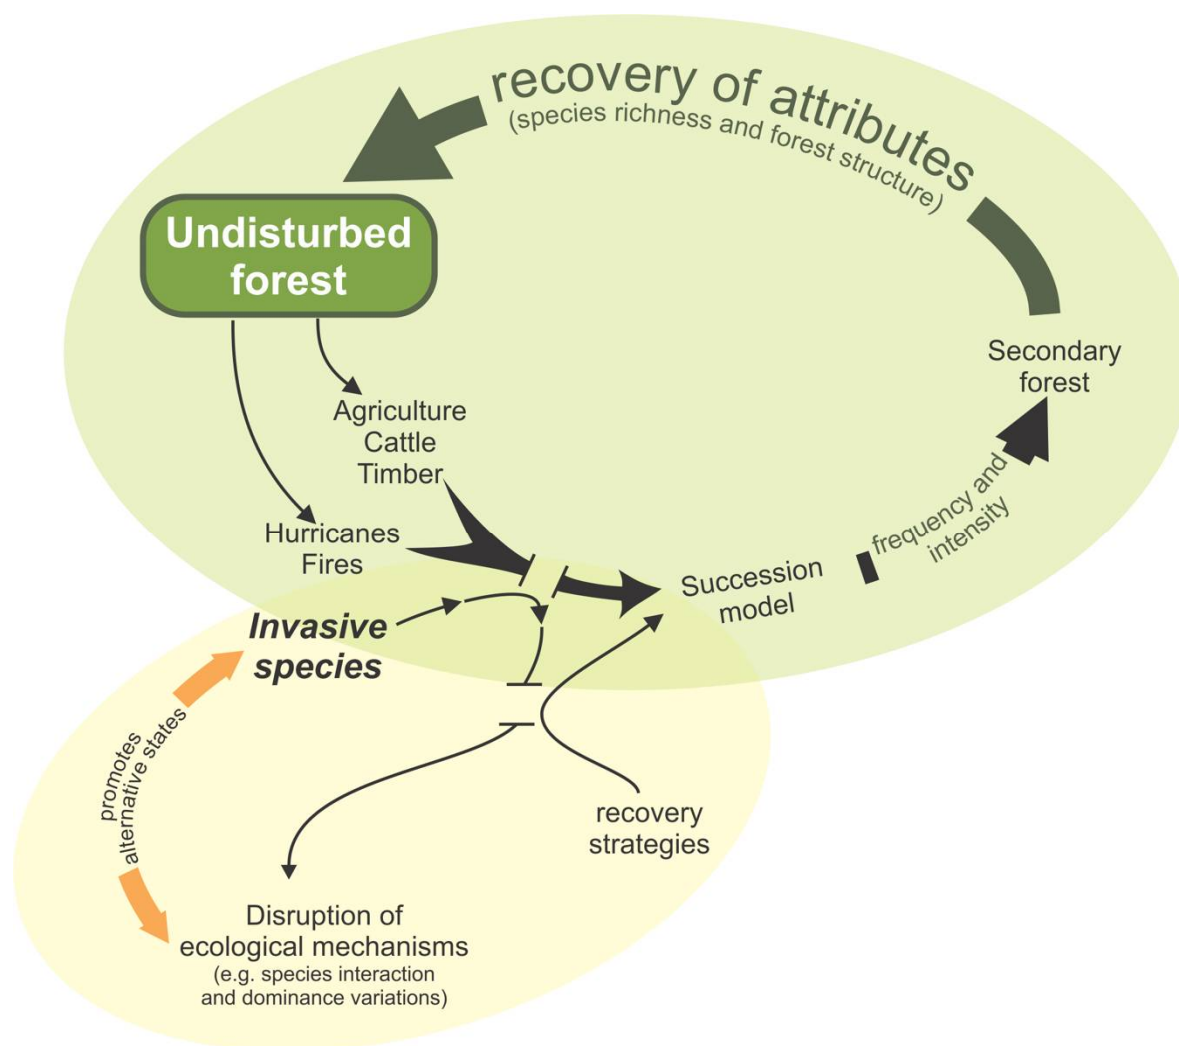 recovery of attributes
(species richness and forest structure)
Undisturbed
forest
Secondary
forest
Agriculture
Cattle
Timber
frequency and
intensity
Hurricanes
Fires
Succession
model
Invasive
species
promotes
alternative states
recovery
strategies
Disruption of
ecological mechanisms
(e.g. species interaction
and dominance variations)